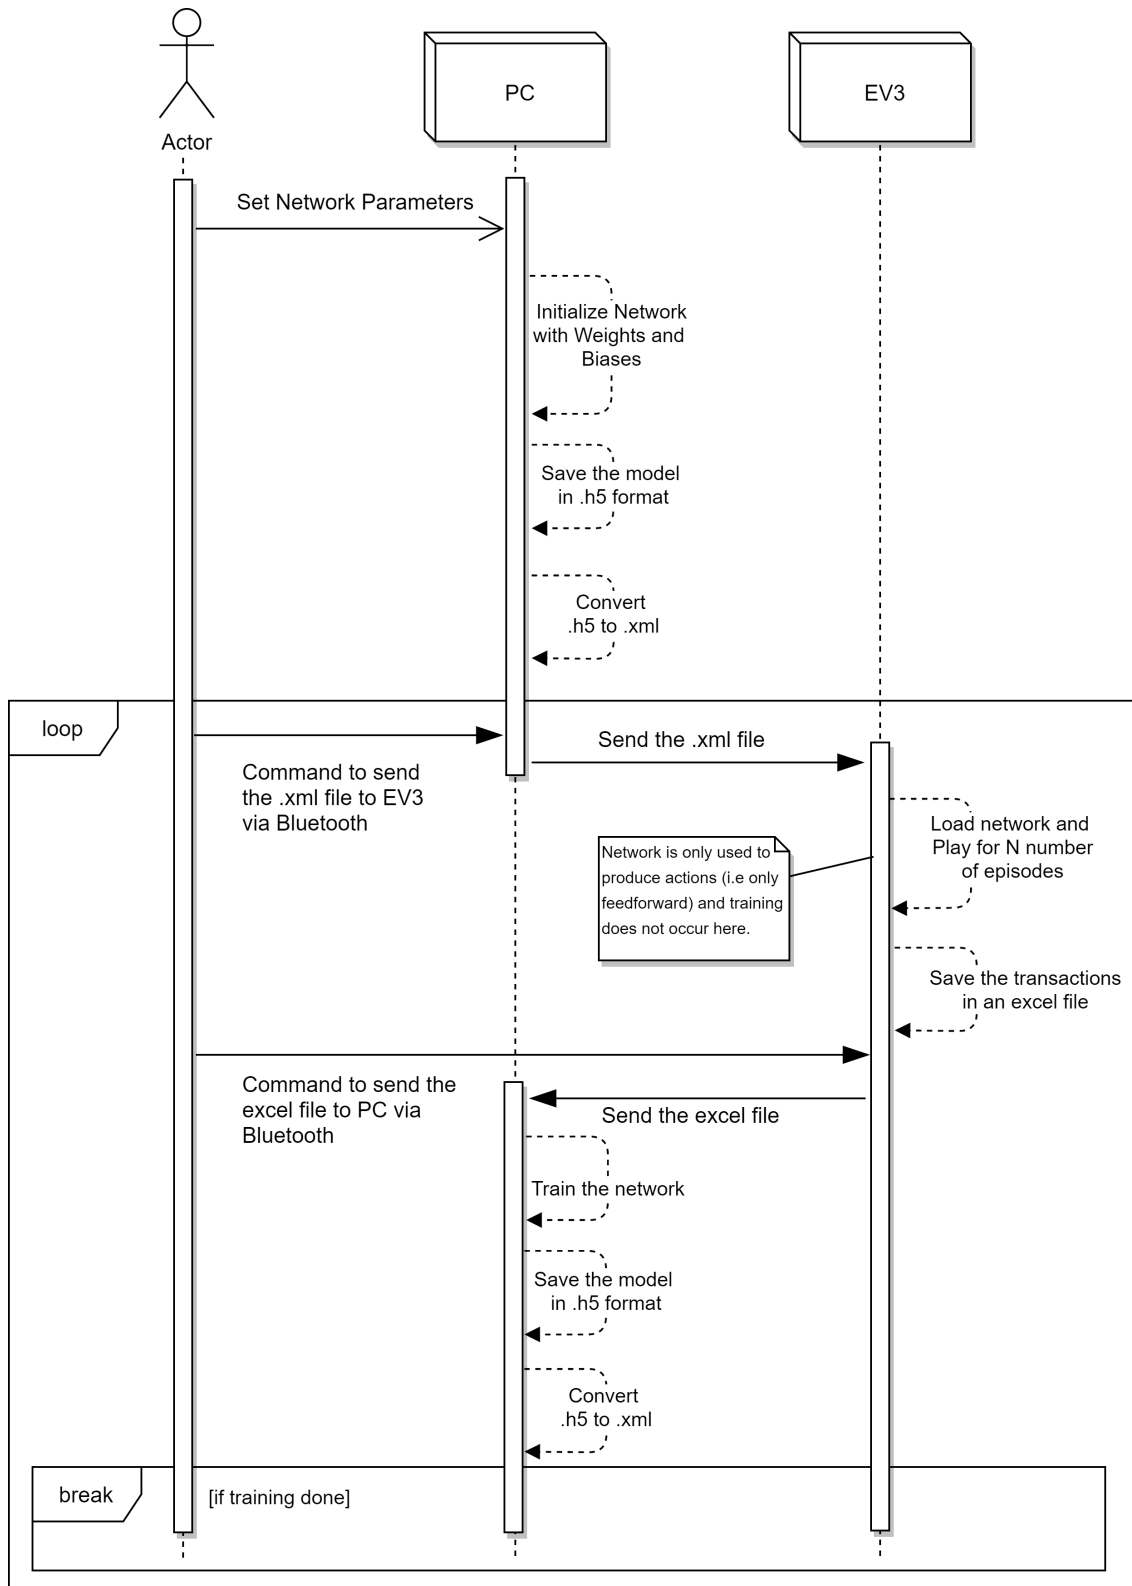 Actor
PC
EV3
Set Network Parameters
Initialize Network
with Weights and
Biases
Save the model
in .h5 format
Convert
.h5 to .xml
loop
Command to send
the .xml file to EV3
via Bluetooth
Send the .xml file
Load network and
Play for N number
of episodes
Network is only used to
produce actions (i.e only
feedforward) and training
does not occur here.
Save the transactions
in an excel file
Command to send the
excel file to PC via
Bluetooth
Send the excel file
Train the network
Save the model
in .h5 format
Convert
.h5 to .xml
break
[if training done]